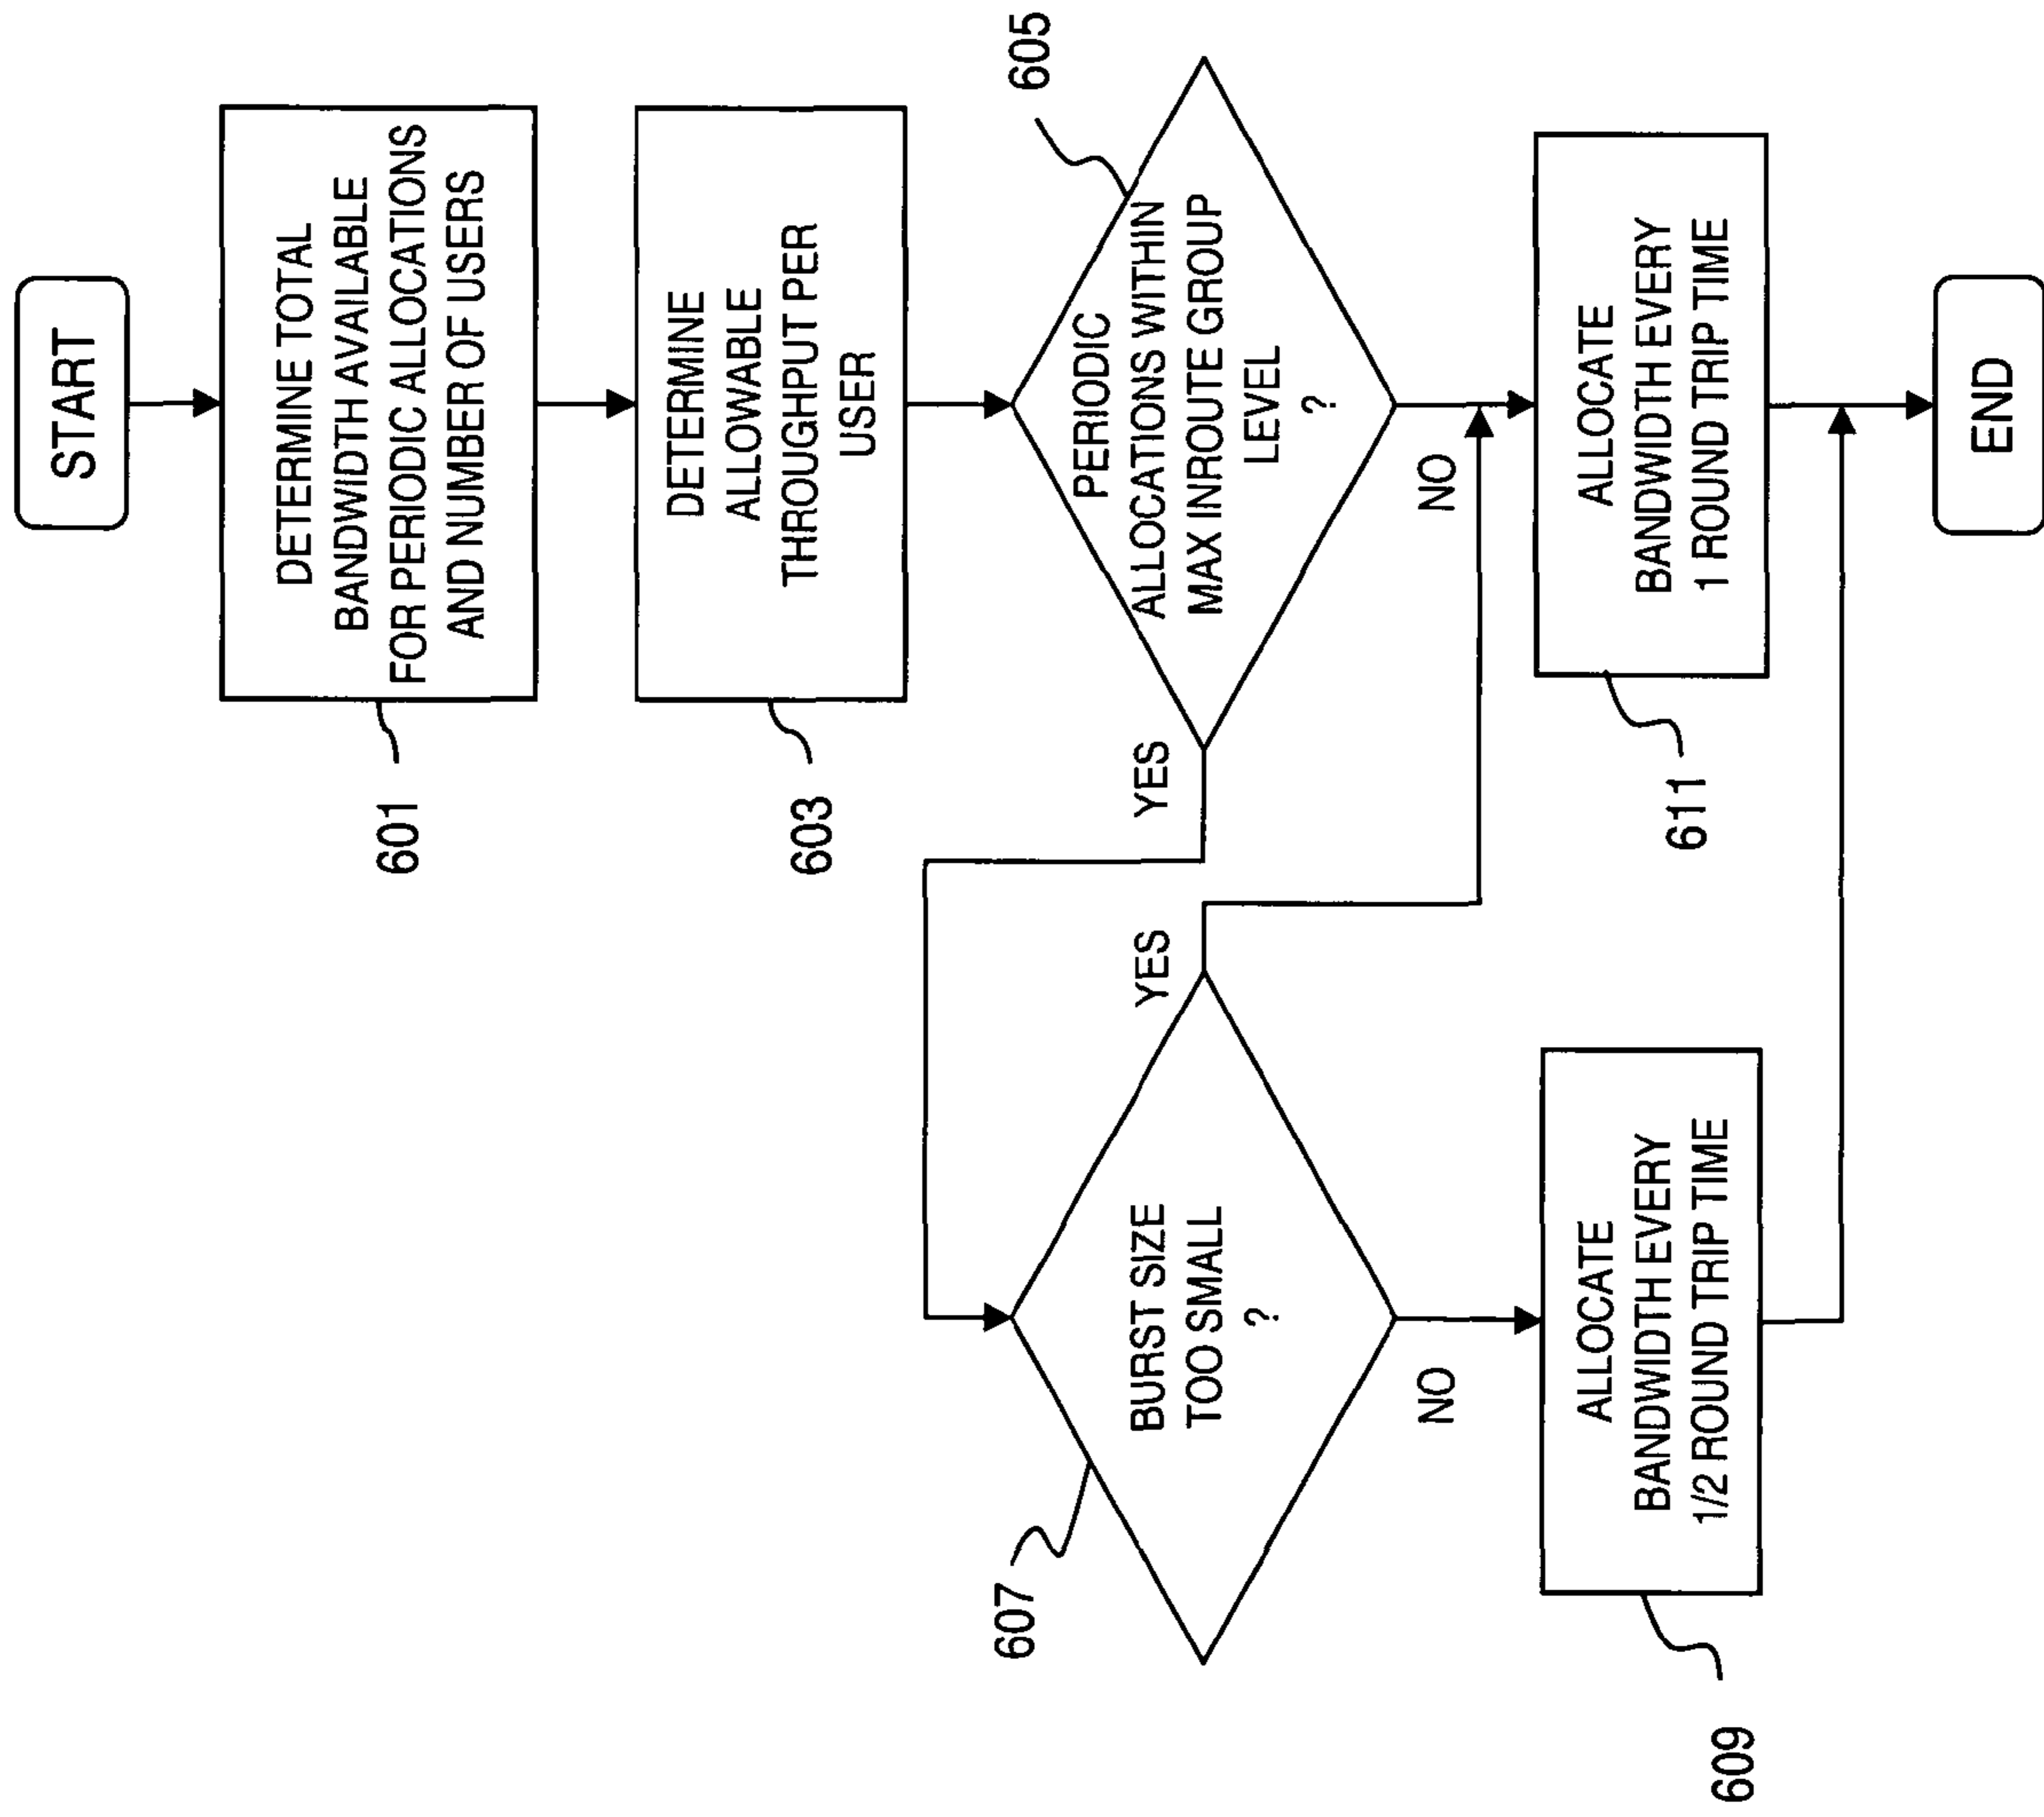 START
DETERMINE TOTAL
BANDWIDTH AVAILABLE
FOR PERIODIC ALLOCATIONS
AND NUMBER OF USERS
601
DETERMINE
ALLOWABLE
THROUGHPUT PER
USER
603
605
PERIODIC
ALLOCATIONS WITHIN
MAX INROUTE GROUP
LEVEL
?
YES
NO
607
BURST SIZE
TOO SMALL
?
YES
NO
ALLOCATE
BANDWIDTH EVERY
1/2 ROUND TRIP TIME
609
ALLOCATE
BANDWIDTH EVERY
1 ROUND TRIP TIME
611
END